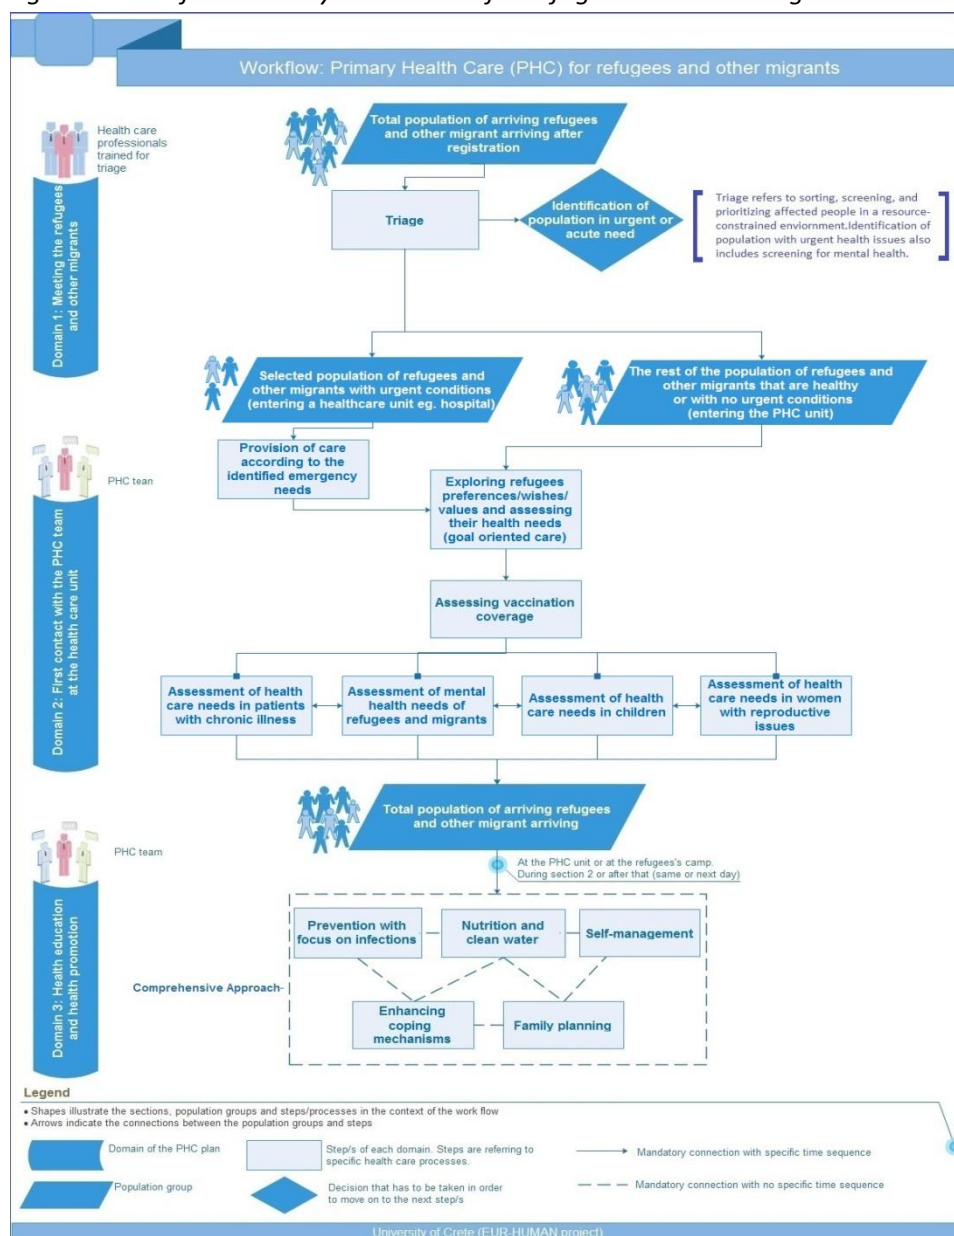 Workflow: Primary Health Care (PHC) for refugees and other migrants
Health care
professionals
trained for
triage
Domain 1: Meeting the refugees
and other migrants
Total population of arriving refugees
and other migrant arriving after
registration
Triage
Identification of
population in urgent or
acute need
Triage refers to sorting, screening, and
prioritizing affected people in a resource-
constrained enviornment.Identification of
population with urgent health issues also
includes screening for mental health.
Selected population of refugees and
other migrants with urgent conditions
(entering a healthcare unit eg. hospital)
The rest of the population of refugees and
other migrants that are healthy
or with no urgent conditions
(entering the PHC unit)
PHC tean
Domain 2: First contact with the PHC team
at the health care unit
Provision of care
according to the
identified emergency
needs
Exploring refugees
preferences/wishes/
values and assessing
their health needs
(goal oriented care)
Assessing vaccination
coverage
Assessment of health
care needs in patients
with chronic illness
Assessment of mental
health needs of
refugees and migrants
Assessment of health
care needs in children
Assessment of health
care needs in women
with reproductive
issues
Total population of arriving refugees
and other migrant arriving
PHC team
Domain 3: Health education
and health promotion
At the PHC unit or at the refugees's camp.
During section 2 or after that (same or next day)
Prevention with
focus on infections
Nutrition and
clean water
Self-management
Comprehensive Approach
Enhancing
coping
mechanisms
Family planning
Legend
• Shapes illustrate the sections, population groups and steps/processes in the context of the work flow
• Arrows indicate the connections between the population groups and steps
Domain of the PHC plan
Step/s of each domain. Steps are referring to
specific health care processes.
Mandatory connection with specific time sequence
Population group
Decision that has to be taken in order
to move on to the next step/s
Mandatory connection with no specific time sequence
University of Crete (EUR-HUMAN project)